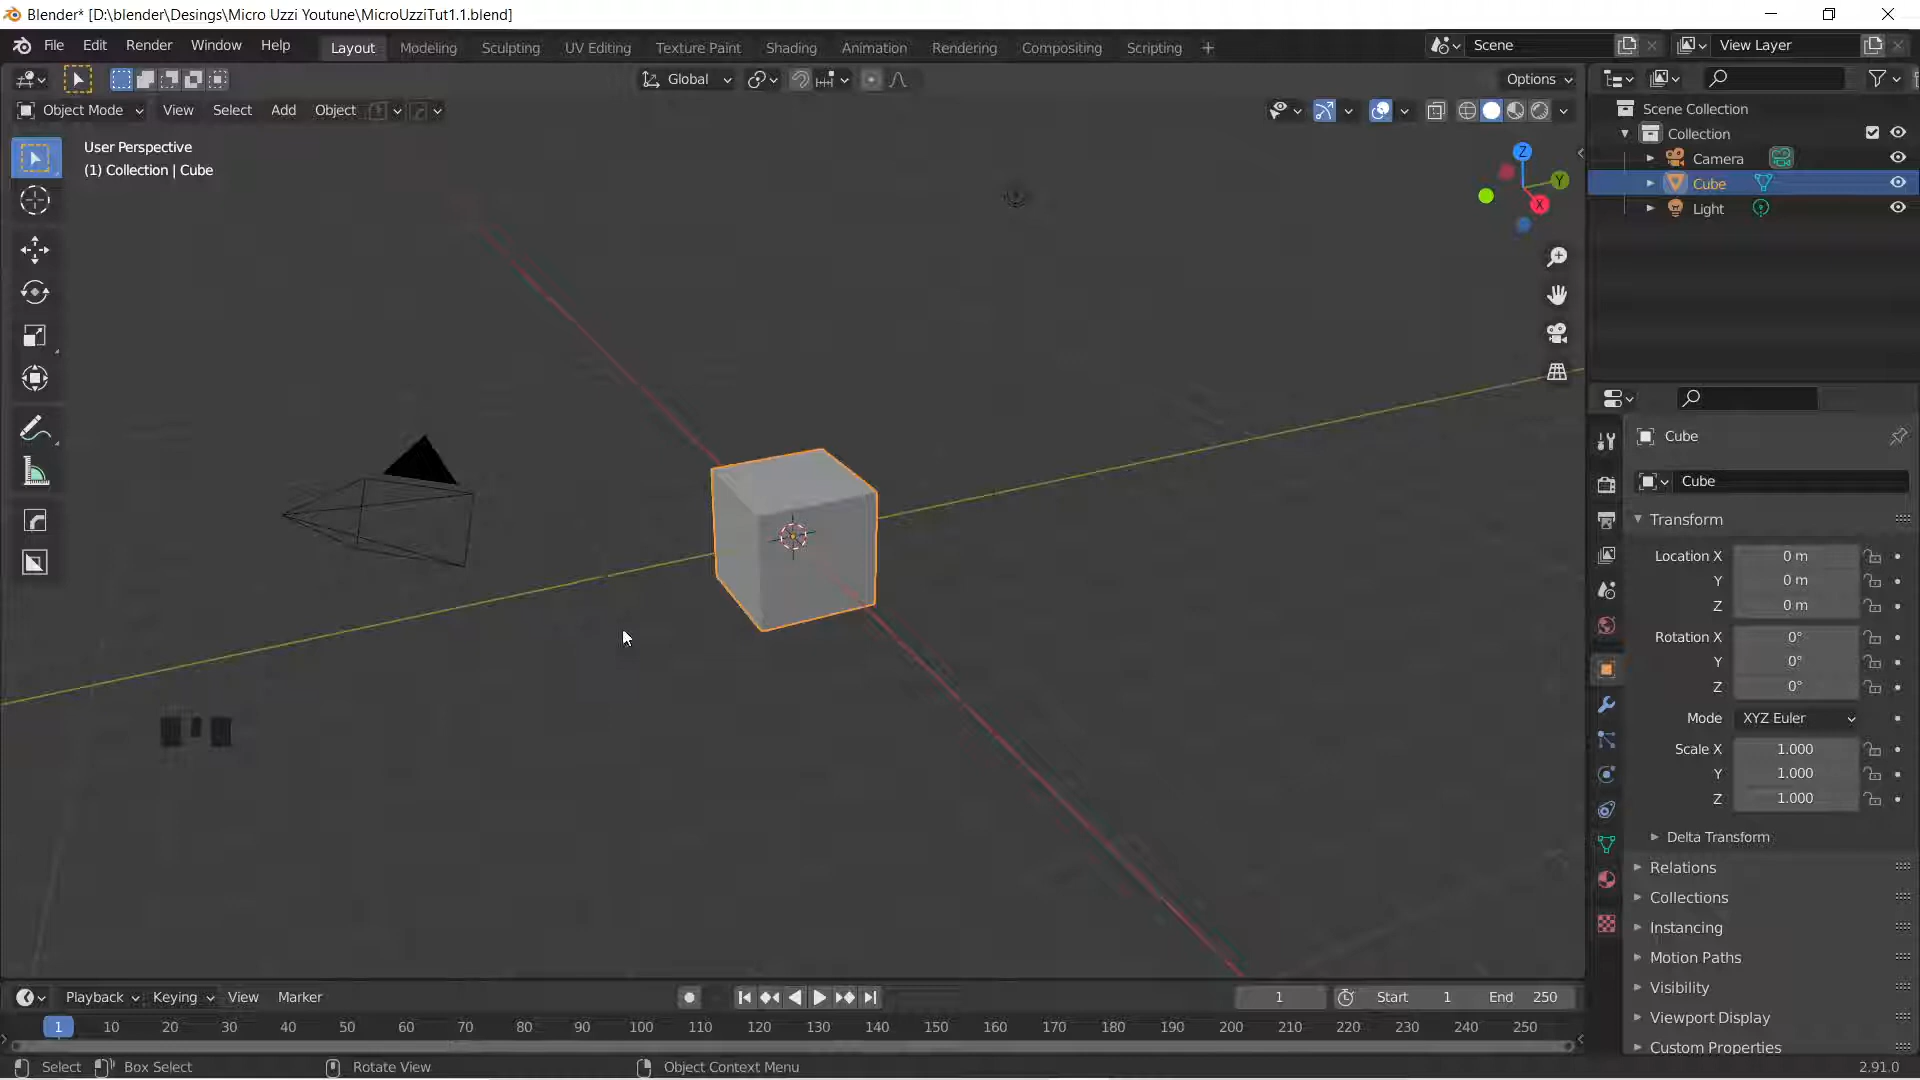 Blender* [D:\blender\Desings\Micro Uzzi Youtune\MicroUzziTut1.1.blend]
File Edit Render Window Help Layout Modeling Sculpting UV Editing Texture Paint Shading Animation Rendering Compositing Scripting + Scene View Layer
Global Options
Object Mode View Select Add Object
User Perspective
(1) Collection | Cube
Z
Y
X
Scene Collection
Collection
Camera
Cube
Light
Cube
Cube
Transform
Location X 0 m
Y 0 m
Z 0 m
Rotation X 0°
Y 0°
Z 0°
Mode XYZ Euler
Scale X 1.000
Y 1.000
Z 1.000
Delta Transform
Relations
Collections
Instancing
Motion Paths
Visibility
Viewport Display
Custom Properties
Playback Keying View Marker 1 Start 1 End 250
1 10 20 30 40 50 60 70 80 90 100 110 120 130 140 150 160 170 180 190 200 210 220 230 240 250
Select Box Select Rotate View Object Context Menu 2.91.0